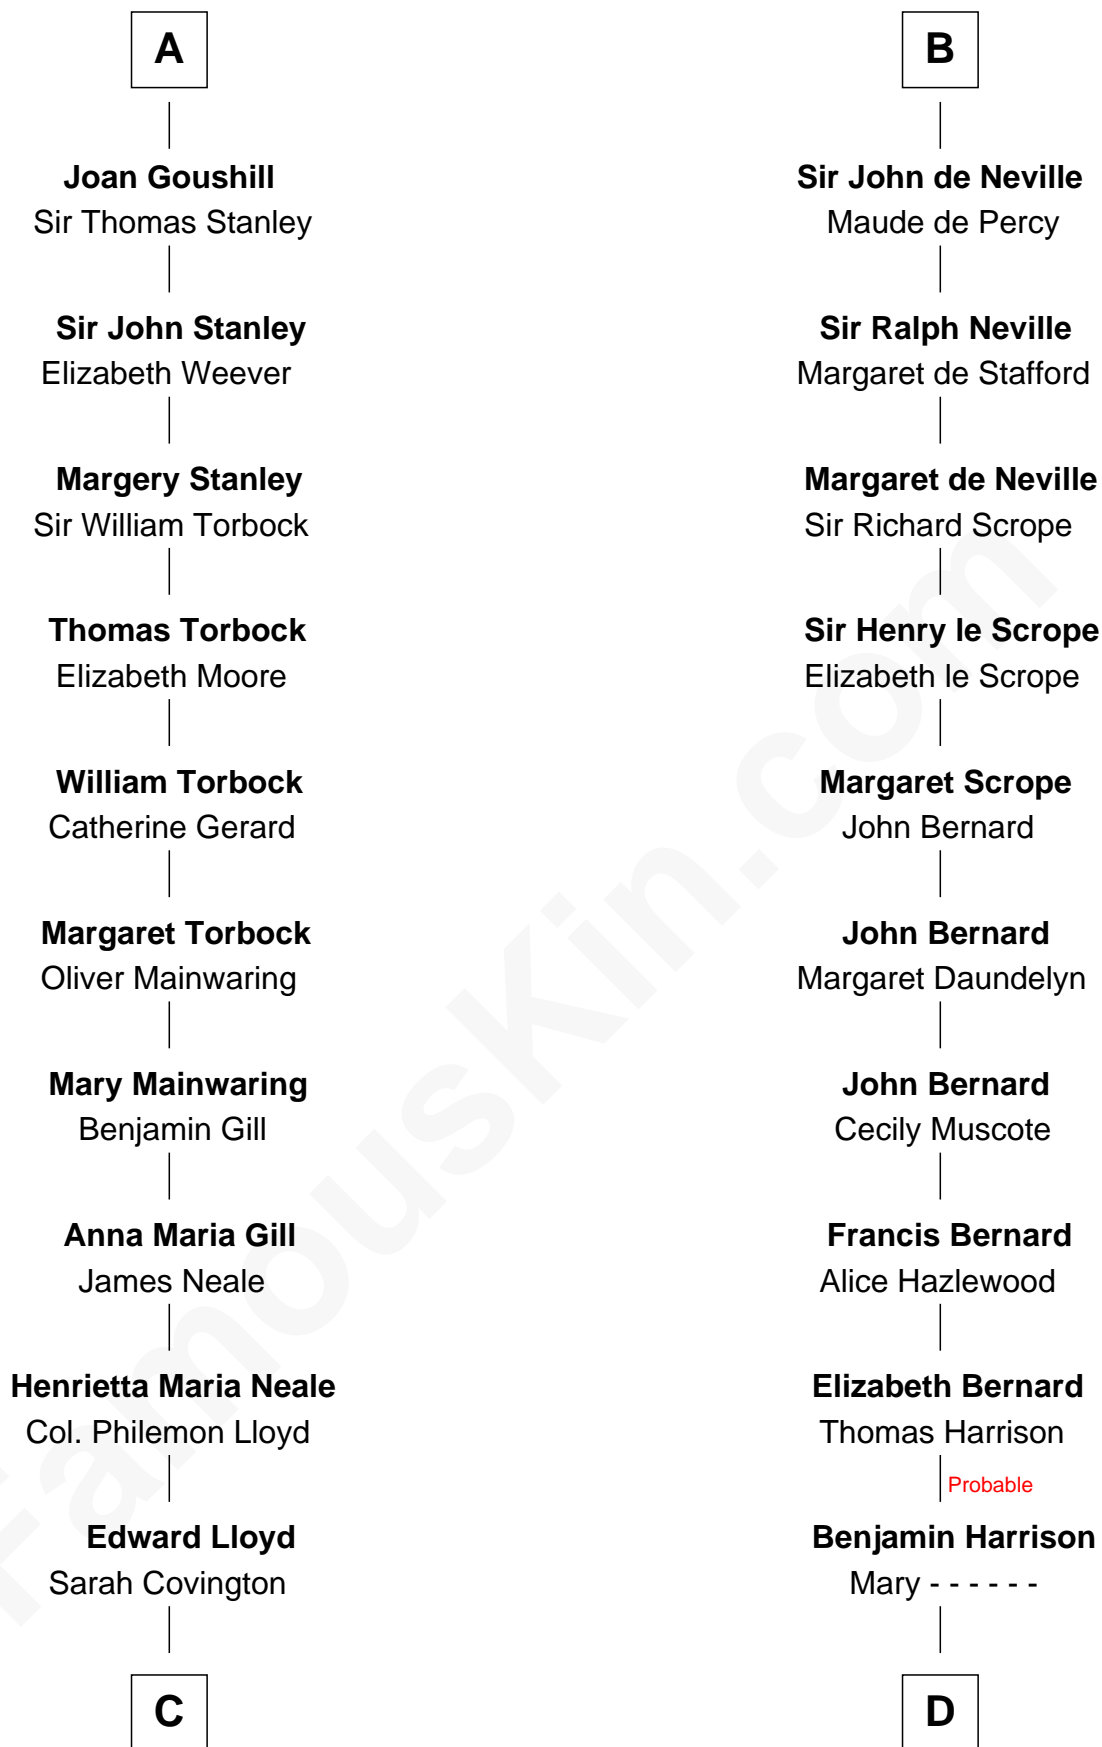 A
Joan Goushill
Sir Thomas Stanley
Sir John Stanley
Elizabeth Weever
Margery Stanley
Sir William Torbock
Thomas Torbock
Elizabeth Moore
William Torbock
Catherine Gerard
Margaret Torbock
Oliver Mainwaring
Mary Mainwaring
Benjamin Gill
Anna Maria Gill
James Neale
Henrietta Maria Neale
Col. Philemon Lloyd
Edward Lloyd
Sarah Covington
C
B
Sir John de Neville
Maude de Percy
Sir Ralph Neville
Margaret de Stafford
Margaret de Neville
Sir Richard Scrope
Sir Henry le Scrope
Elizabeth le Scrope
Margaret Scrope
John Bernard
John Bernard
Margaret Daundelyn
John Bernard
Cecily Muscote
Francis Bernard
Alice Hazlewood
Elizabeth Bernard
Thomas Harrison
Probable
Benjamin Harrison
Mary - - - - - -
D
FamousKin.com